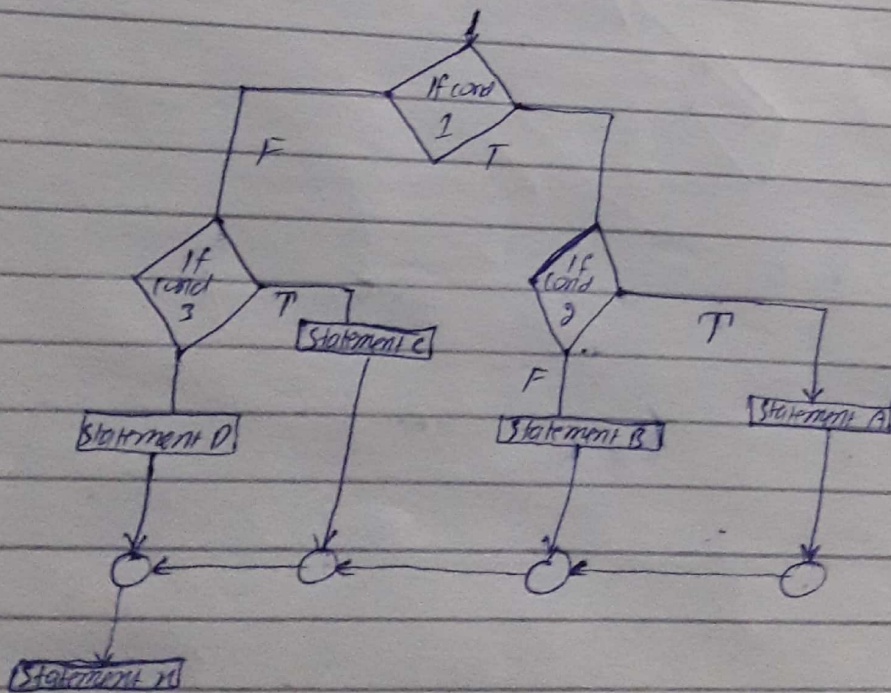 If cond
1
F
T
If
cond
3
T
If
cond
2
T
Statement C
F
Statement A
Statement D
Statement B
Statement n